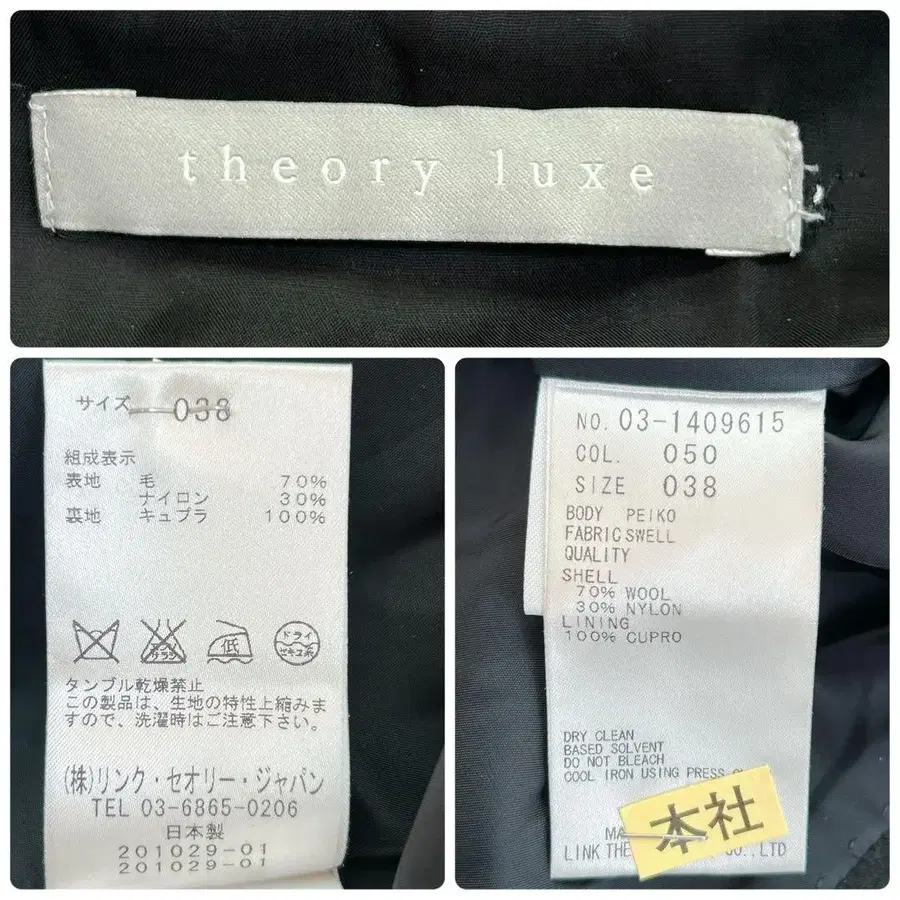 theory luxe
サイズ 038
組成表示
表地 毛 70%
ナイロン 30%
裏地 キュプラ 100%
低
ドライ
セキユ系
タンブル乾燥禁止
この製品は、生地の特性上縮みま
すので、洗濯時はご注意下さい。
(株)リンク・セオリー・ジャパン
TEL 03-6865-0206
日本製
201029-01
201029-01
NO. 03-1409615
COL. 050
SIZE 038
BODY PEIKO
FABRIC SWELL
QUALITY
SHELL
70% WOOL
30% NYLON
LINING
100% CUPRO
DRY CLEAN
BASED SOLVENT
DO NOT BLEACH
COOL IRON USING PRESS
本社
LINK CO.,LTD